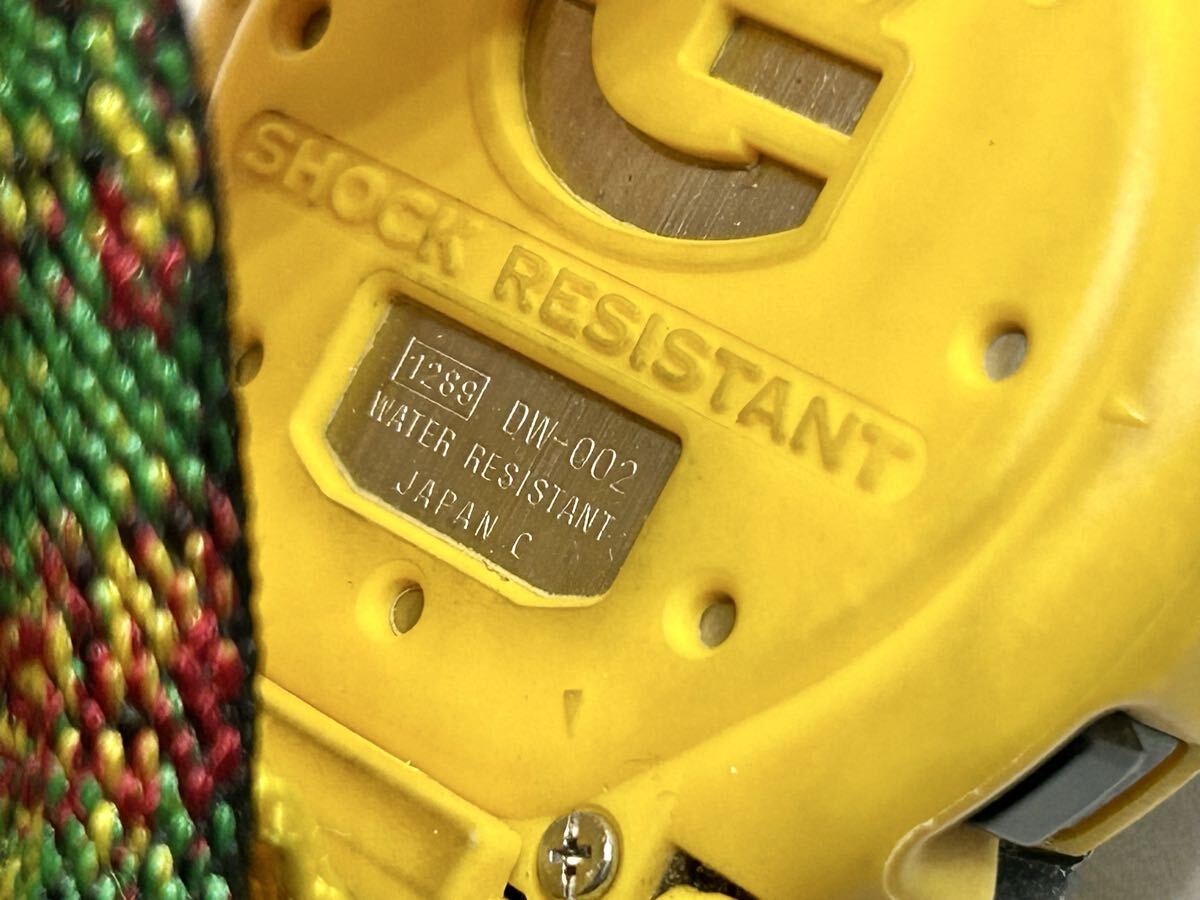 G
SHOCK RESISTANT
1289 DW-002
WATER RESISTANT
JAPAN C